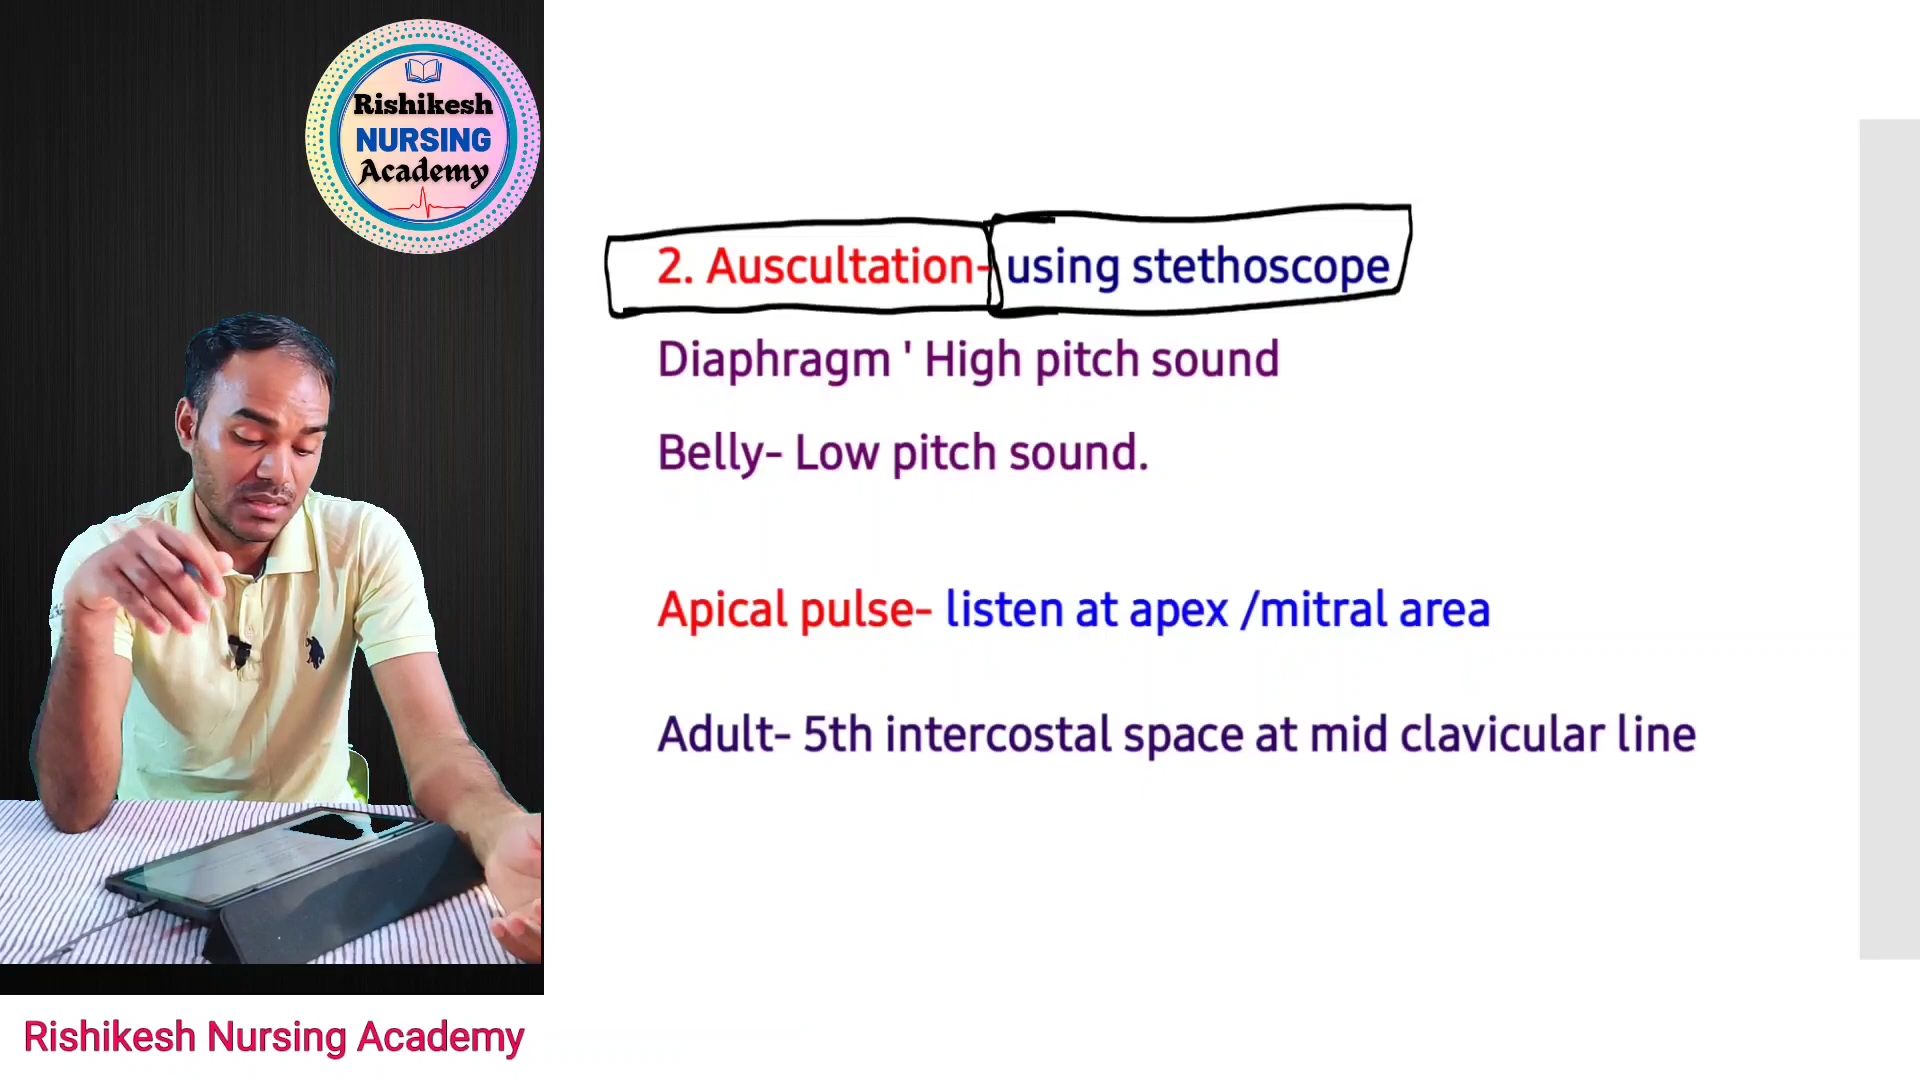 Rishikesh
NURSING
Academy
2. Auscultation- using stethoscope
Diaphragm ' High pitch sound
Belly- Low pitch sound.
Apical pulse- listen at apex /mitral area
Adult- 5th intercostal space at mid clavicular line
Rishikesh Nursing Academy